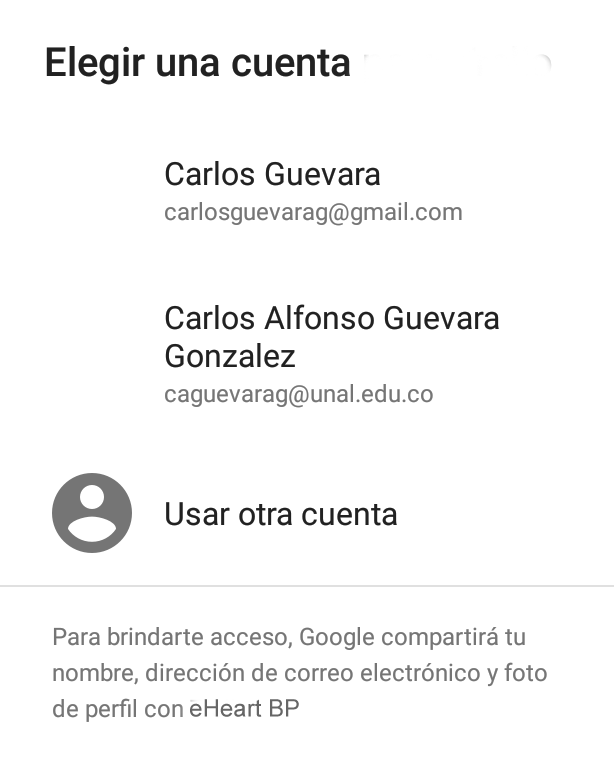 Elegir una cuenta
Carlos Guevara
carlosguevarag@gmail.com
Carlos Alfonso Guevara
Gonzalez
caguevarag@unal.edu.co
Usar otra cuenta
Para brindarte acceso, Google compartirá tu
nombre, dirección de correo electrónico y foto
de perfil con eHeart BP